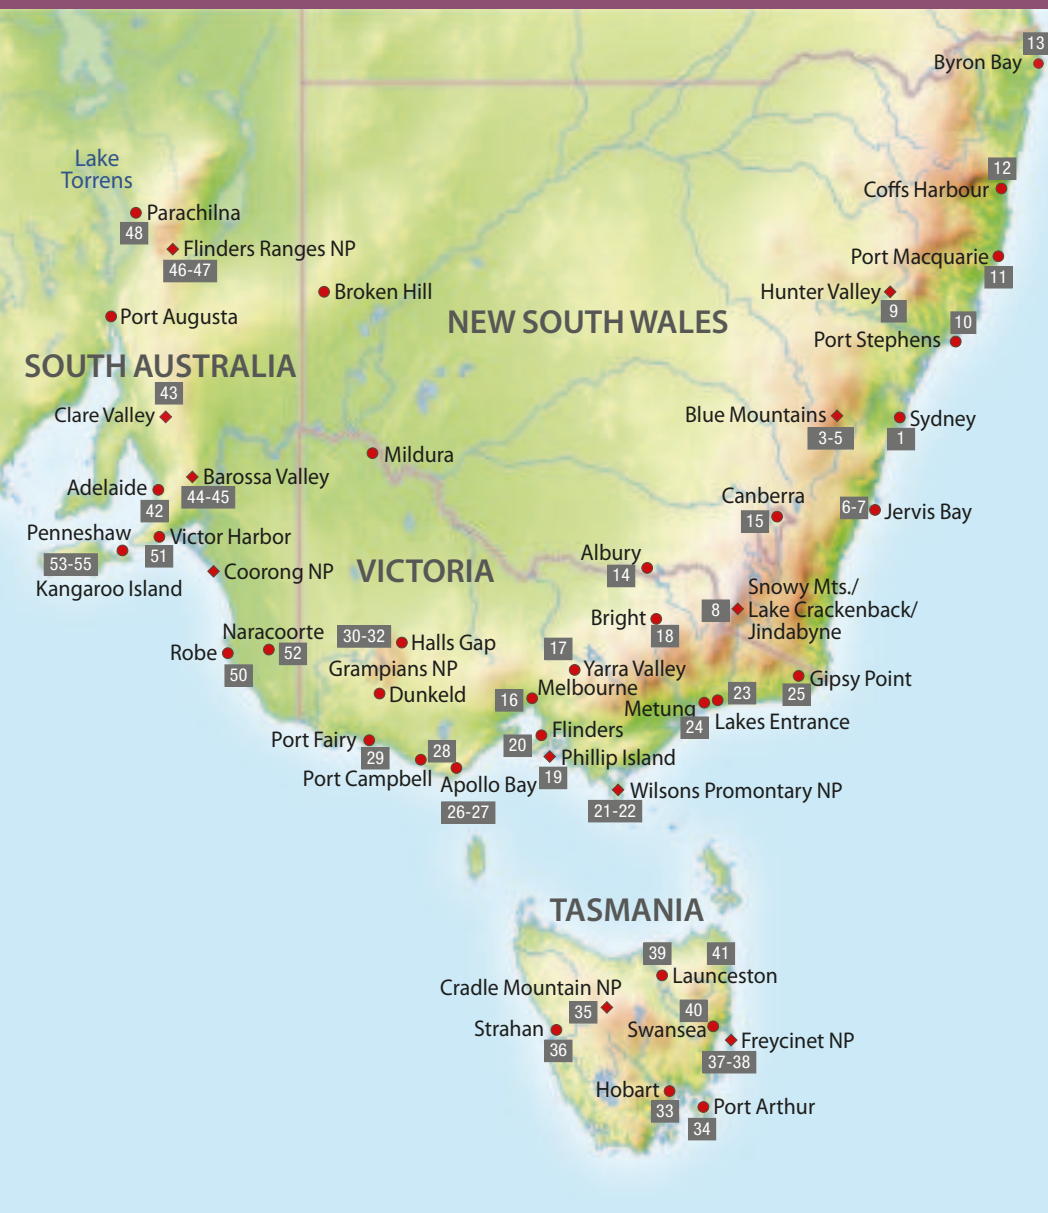 13
Byron Bay
Lake
Torrens
12
Coffs Harbour
Parachilna
48
Flinders Ranges NP
46-47
Port Macquarie
11
Broken Hill
Hunter Valley
9
Port Augusta
NEW SOUTH WALES
10
Port Stephens
SOUTH AUSTRALIA
43
Clare Valley
Blue Mountains
3-5
Sydney
1
Mildura
Barossa Valley
44-45
Adelaide
42
Canberra
15
6-7
Jervis Bay
Penneshaw
Victor Harbor
51
53-55
Kangaroo Island
Coorong NP
VICTORIA
Albury
14
Snowy Mts./
Lake Crackenback/
Jindabyne
8
Bright
18
Naracoorte
52
Robe
50
30-32
Halls Gap
Grampians NP
Dunkeld
17
Yarra Valley
16
Melbourne
Gipsy Point
25
Metung
24
23
Lakes Entrance
Port Fairy
29
28
Port Campbell
Apollo Bay
26-27
Flinders
20
Phillip Island
19
Wilsons Promontary NP
21-22
TASMANIA
39
41
Launceston
Cradle Mountain NP
35
40
Swansea
Strahan
36
Freycinet NP
37-38
Hobart
33
Port Arthur
34